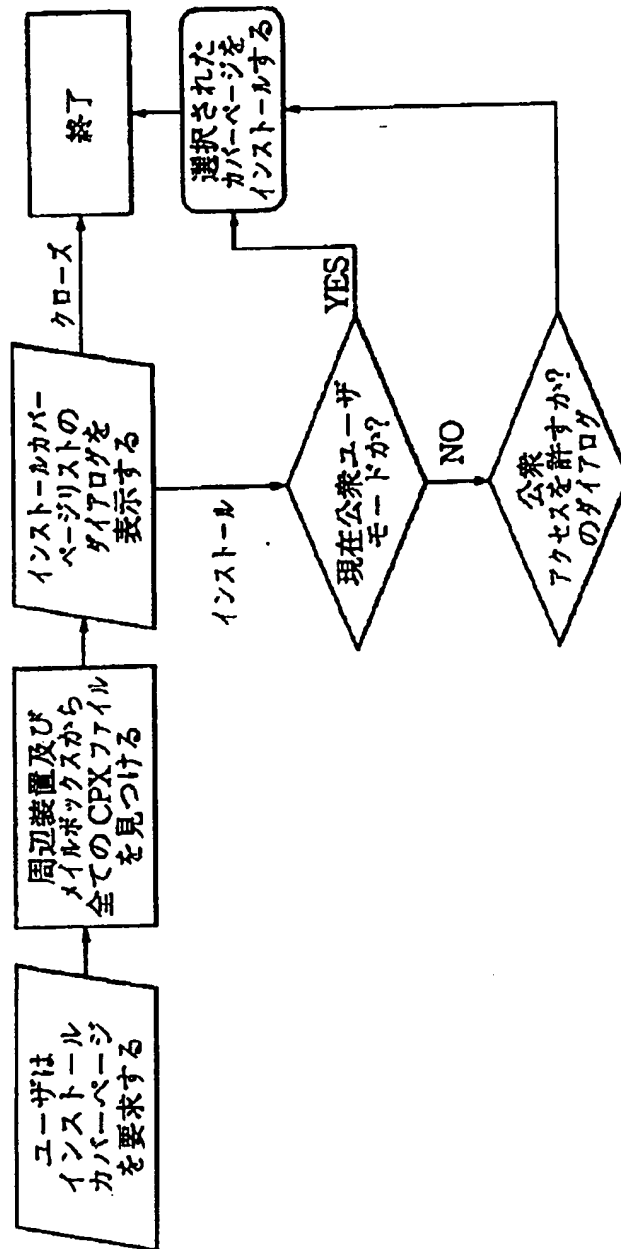 ユーザは
インストール
カバーページ
を要求する
周辺装置及び
メイルボックスから
全てのCPXファイル
を見つける
インストールカバー
ページリストの
ダイアログを
表示する
クローズ
終了
インストール
現在公衆ユーザ
モードか?
YES
選択された
カバーページを
インストールする
NO
公衆
アクセスを許すか?
のダイアログ